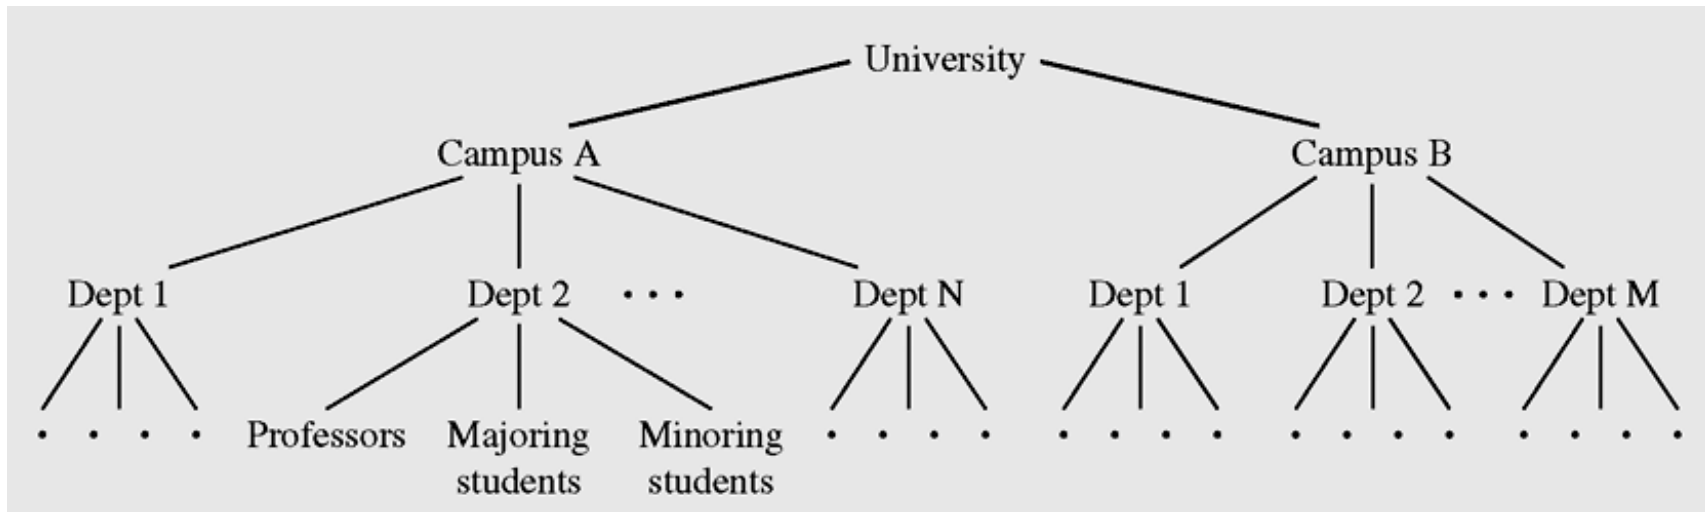 University
Campus A Campus B
Dept 1 Dept 2 ··· Dept N Dept 1 Dept 2 ··· Dept M
· · · · Professors Majoring Minoring · · · · · · · · · · · · · · · ·
students students